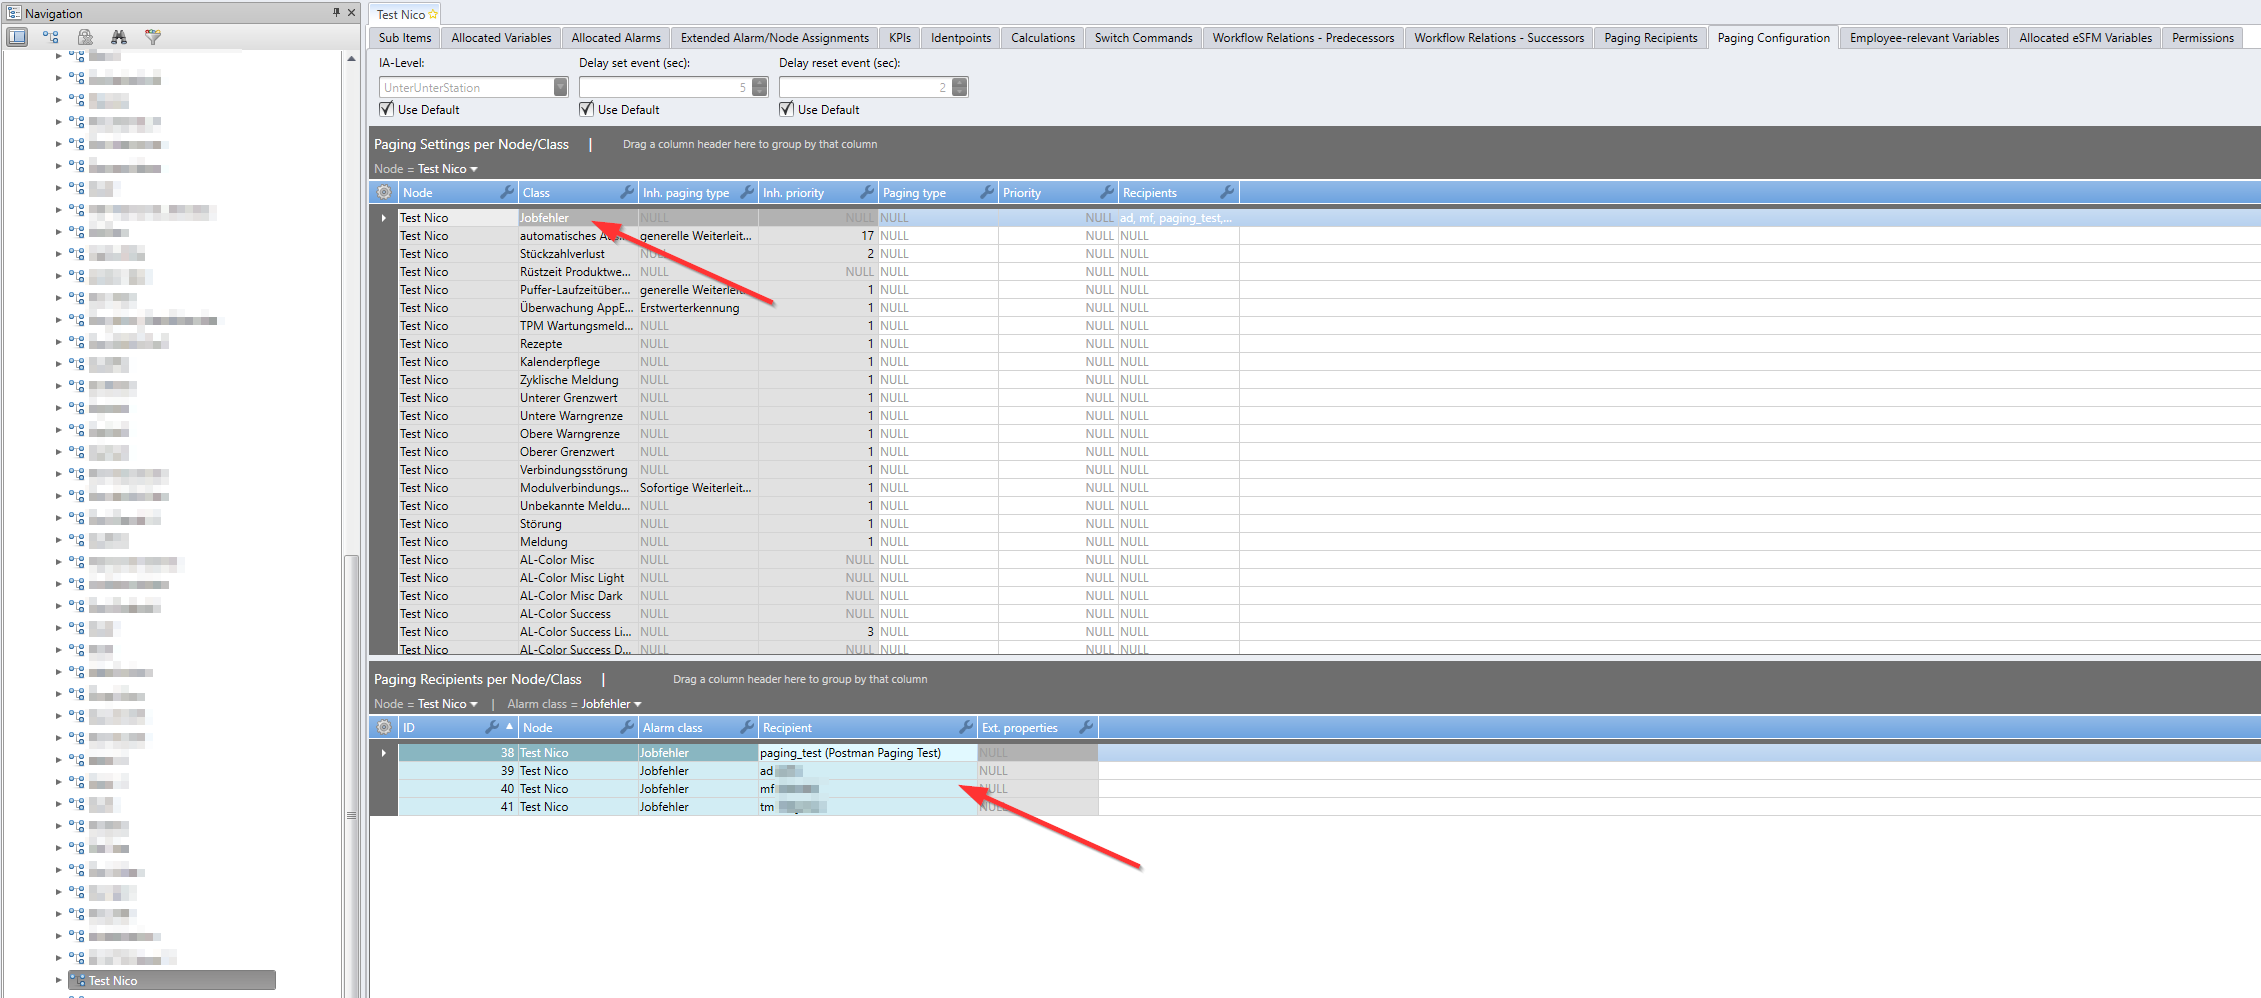 Navigation
Test Nico
Test Nico
Sub Items Allocated Variables Allocated Alarms Extended Alarm/Node Assignments KPIs Identpoints Calculations Switch Commands Workflow Relations - Predecessors Workflow Relations - Successors Paging Recipients Paging Configuration Employee-relevant Variables Allocated eSFM Variables Permissions
IA-Level: Delay set event (sec): Delay reset event (sec):
UnterUnterStation 5 2
Use Default Use Default Use Default
Paging Settings per Node/Class | Drag a column header here to group by that column
Node = Test Nico
Node Class Inh. paging type Inh. priority Paging type Priority Recipients
Test Nico Jobfehler NULL NULL NULL NULL ad, mf, paging_test,...
Test Nico automatisches generelle Weiterleit... 17 NULL NULL NULL
Test Nico Stückzahlverlust NULL 2 NULL NULL NULL
Test Nico Rüstzeit Produktwe... NULL NULL NULL NULL NULL
Test Nico Puffer-Laufzeitüber... generelle 1 NULL NULL NULL
Test Nico Überwachung AppE... Erstwerterkennung 1 NULL NULL NULL
Test Nico TPM Wartungsmeld... NULL 1 NULL NULL NULL
Test Nico Rezepte NULL 1 NULL NULL NULL
Test Nico Kalenderpflege NULL 1 NULL NULL NULL
Test Nico Zyklische Meldung NULL 1 NULL NULL NULL
Test Nico Unterer Grenzwert NULL 1 NULL NULL NULL
Test Nico Untere Warngrenze NULL 1 NULL NULL NULL
Test Nico Obere Warngrenze NULL 1 NULL NULL NULL
Test Nico Oberer Grenzwert NULL 1 NULL NULL NULL
Test Nico Verbindungsstörung NULL 1 NULL NULL NULL
Test Nico Modulverbindungs... Sofortige Weiterleit... 1 NULL NULL NULL
Test Nico Unbekannte Meldu... NULL 1 NULL NULL NULL
Test Nico Störung NULL 1 NULL NULL NULL
Test Nico Meldung NULL 1 NULL NULL NULL
Test Nico AL-Color Misc NULL NULL NULL NULL NULL
Test Nico AL-Color Misc Light NULL NULL NULL NULL NULL
Test Nico AL-Color Misc Dark NULL NULL NULL NULL NULL
Test Nico AL-Color Success NULL NULL NULL NULL NULL
Test Nico AL-Color Success Li... NULL 3 NULL NULL NULL
Test Nico AL-Color Success D... NULL NULL NULL NULL NULL
Paging Recipients per Node/Class | Drag a column header here to group by that column
Node = Test Nico | Alarm class = Jobfehler
ID Node Alarm class Recipient Ext. properties
38 Test Nico Jobfehler paging_test (Postman Paging Test) NULL
39 Test Nico Jobfehler ad NULL
40 Test Nico Jobfehler mf NULL
41 Test Nico Jobfehler tm NULL